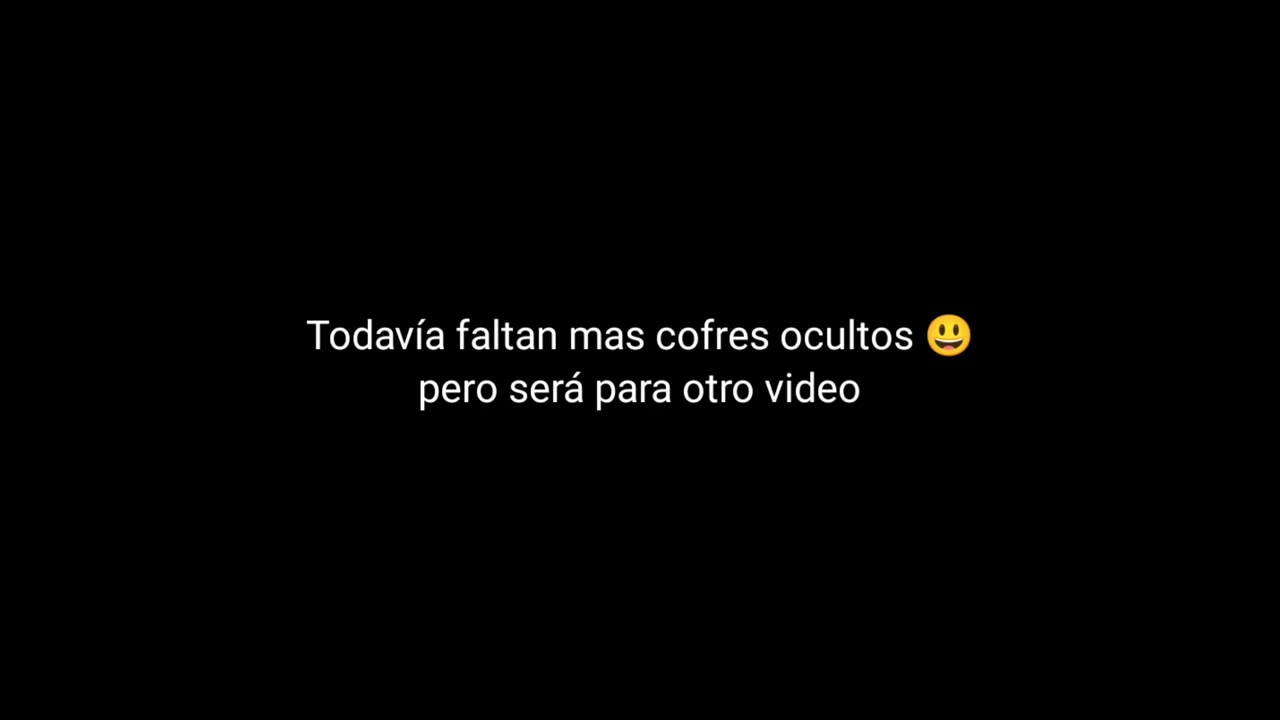 Todavía faltan mas cofres ocultos 😃
pero será para otro video